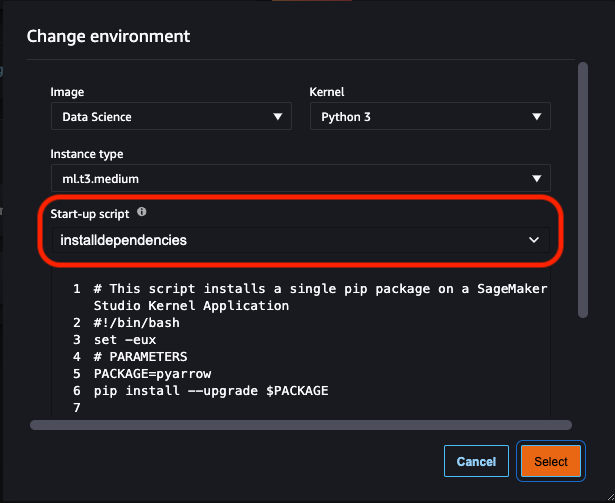 Change environment
Image
Kernel
Data Science
Python 3
Instance type
ml.t3.medium
Start-up script
installdependencies
1 # This script installs a single pip package on a SageMaker
Studio Kernel Application
2 #!/bin/bash
3 set -eux
4 # PARAMETERS
5 PACKAGE=pyarrow
6 pip install --upgrade $PACKAGE
7
Cancel
Select